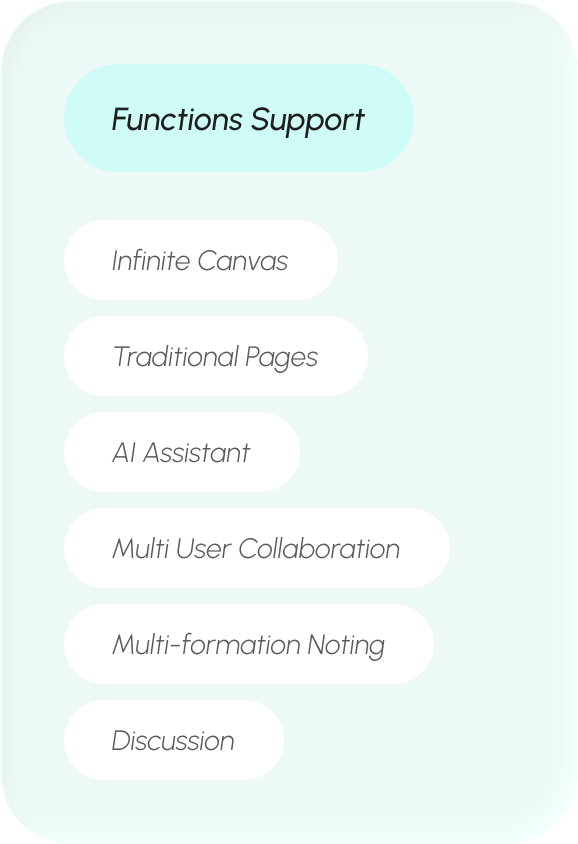 Functions Support
Infinite Canvas
Traditional Pages
AI Assistant
Multi User Collaboration
Multi-formation Noting
Discussion